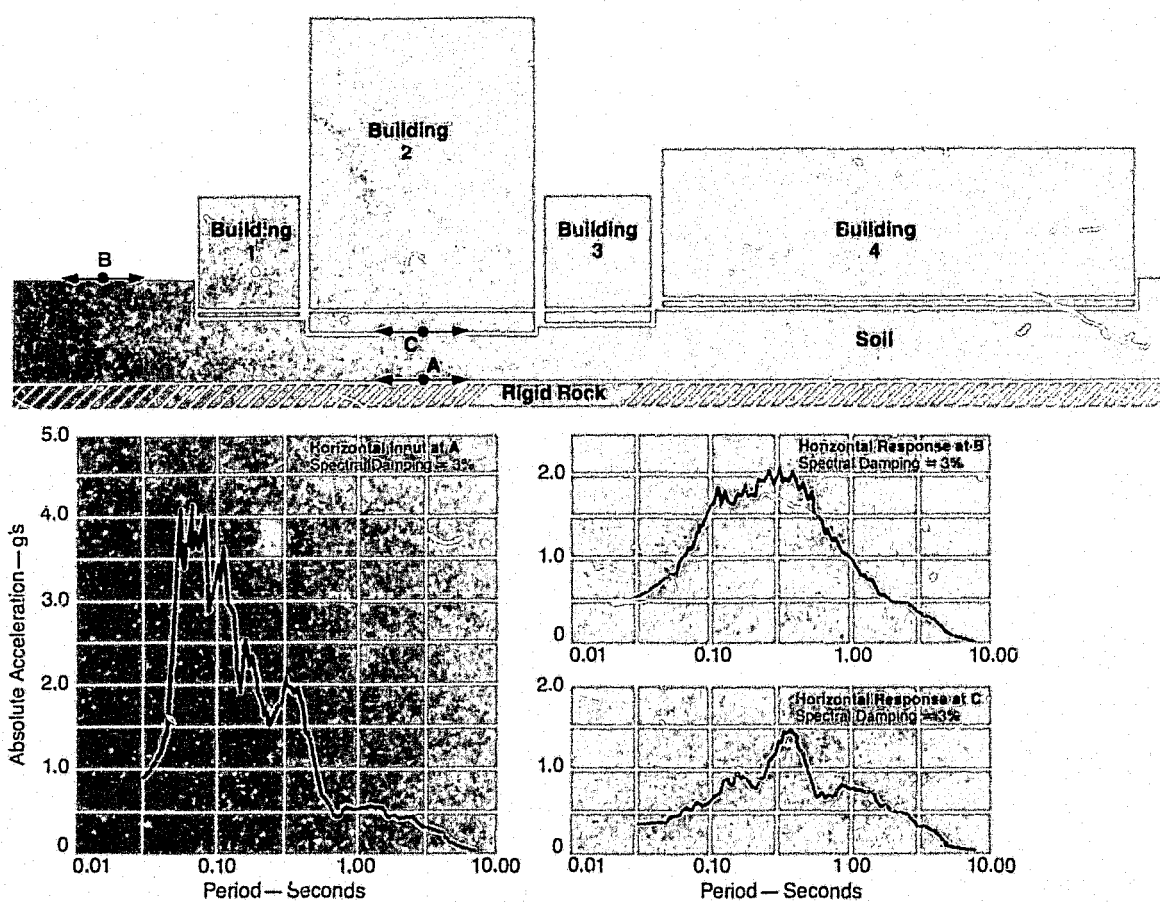 Building
2
Building
1
Building
3
Building
4
B
C
A
Soil
Rigid Rock
Absolute Acceleration — g's
5.0
4.0
3.0
2.0
1.0
0
Horizontal Input at A
Spectral Damping = 3%
0.01 0.10 1.00 10.00
Period — Seconds
Horizontal Response at B
Spectral Damping = 3%
2.0
1.0
0
0.01 0.10 1.00 10.00
Horizontal Response at C
Spectral Damping = 3%
2.0
1.0
0
0.01 0.10 1.00 10.00
Period — Seconds